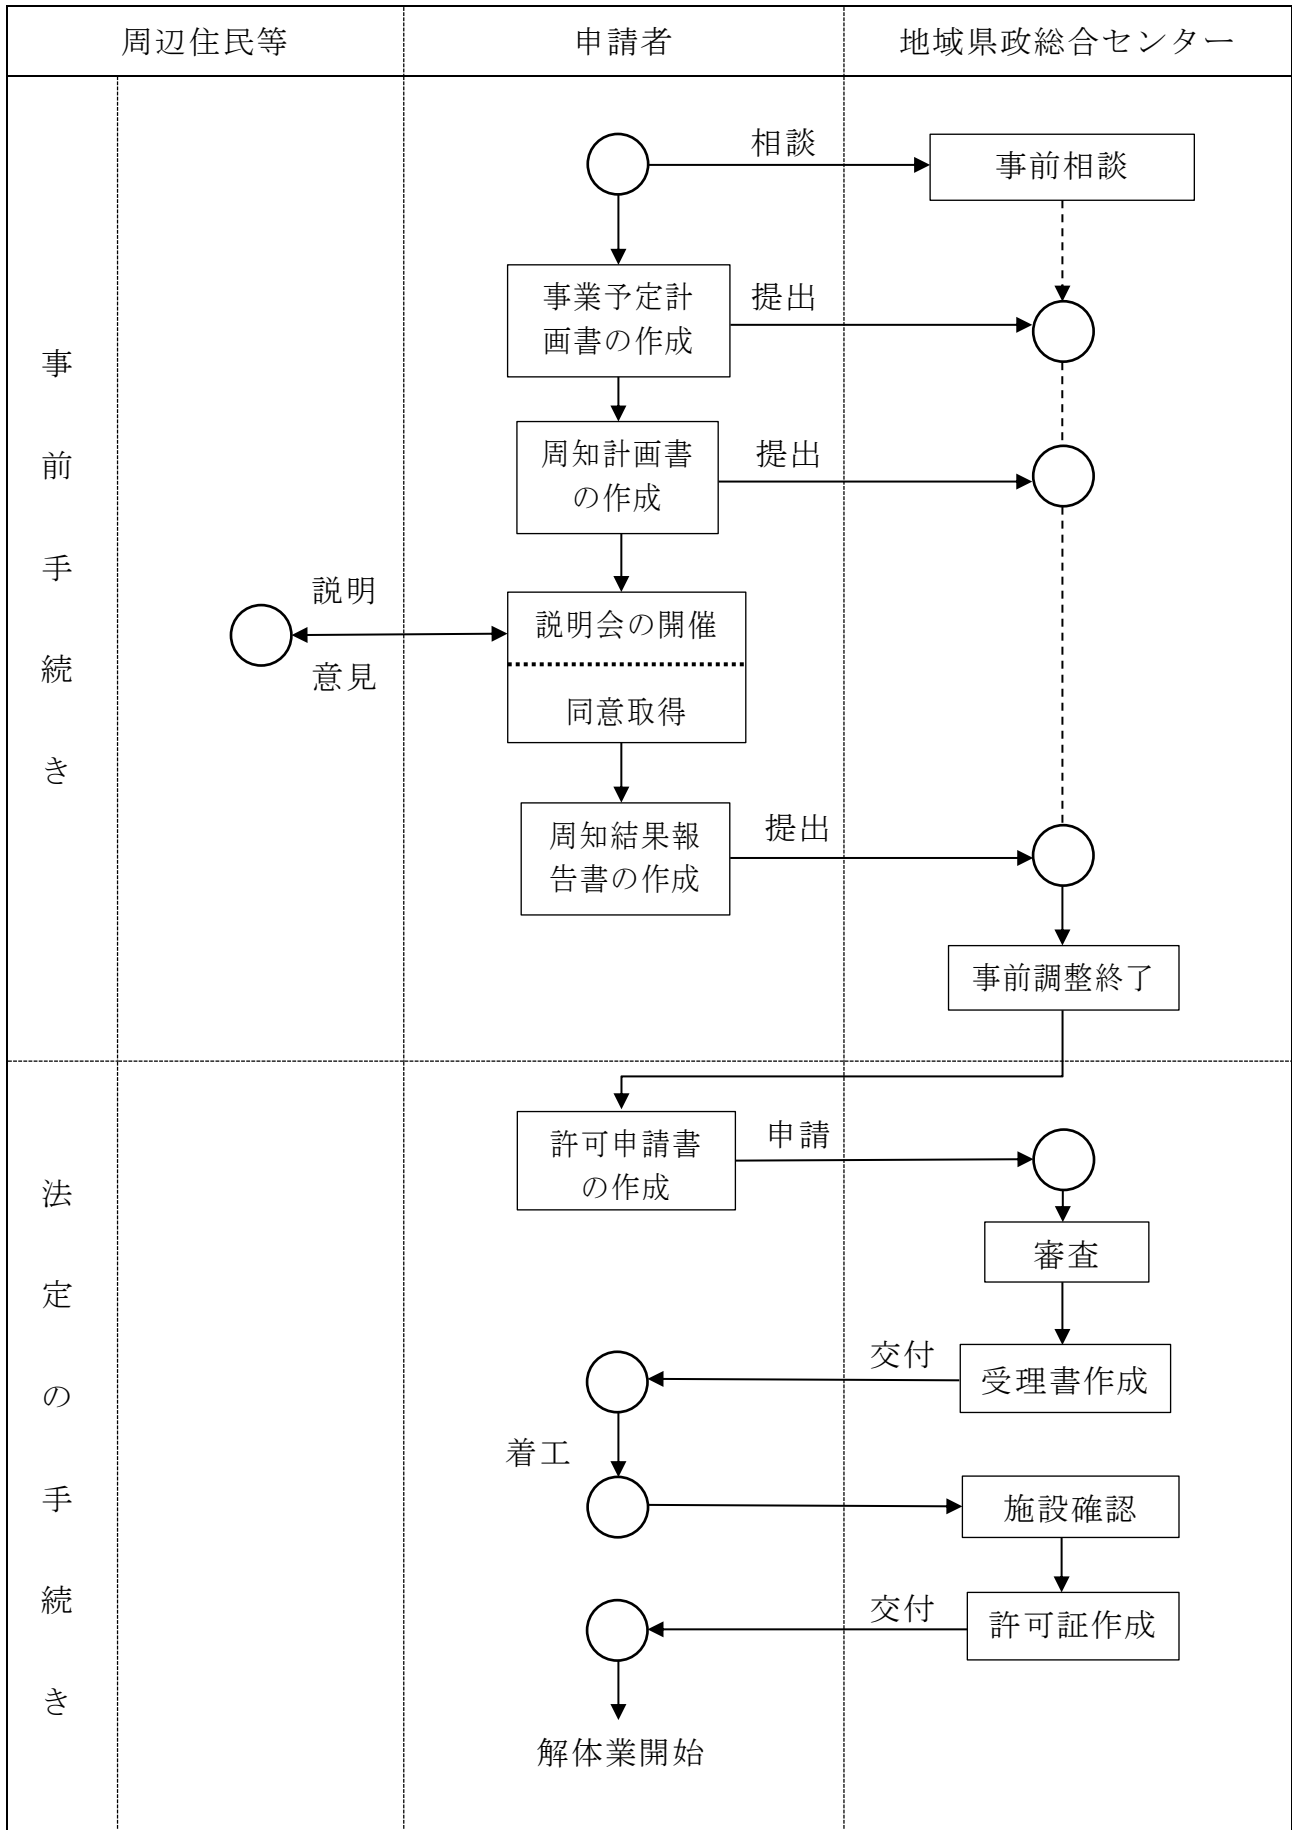 周辺住民等
申請者
地域県政総合センター
事前手続き
相談
事前相談
事業予定計
画書の作成
提出
周知計画書
の作成
提出
説明
意見
説明会の開催
同意取得
周知結果報
告書の作成
提出
事前調整終了
法定の手続き
許可申請書
の作成
申請
審査
交付
受理書作成
着工
施設確認
交付
許可証作成
解体業開始